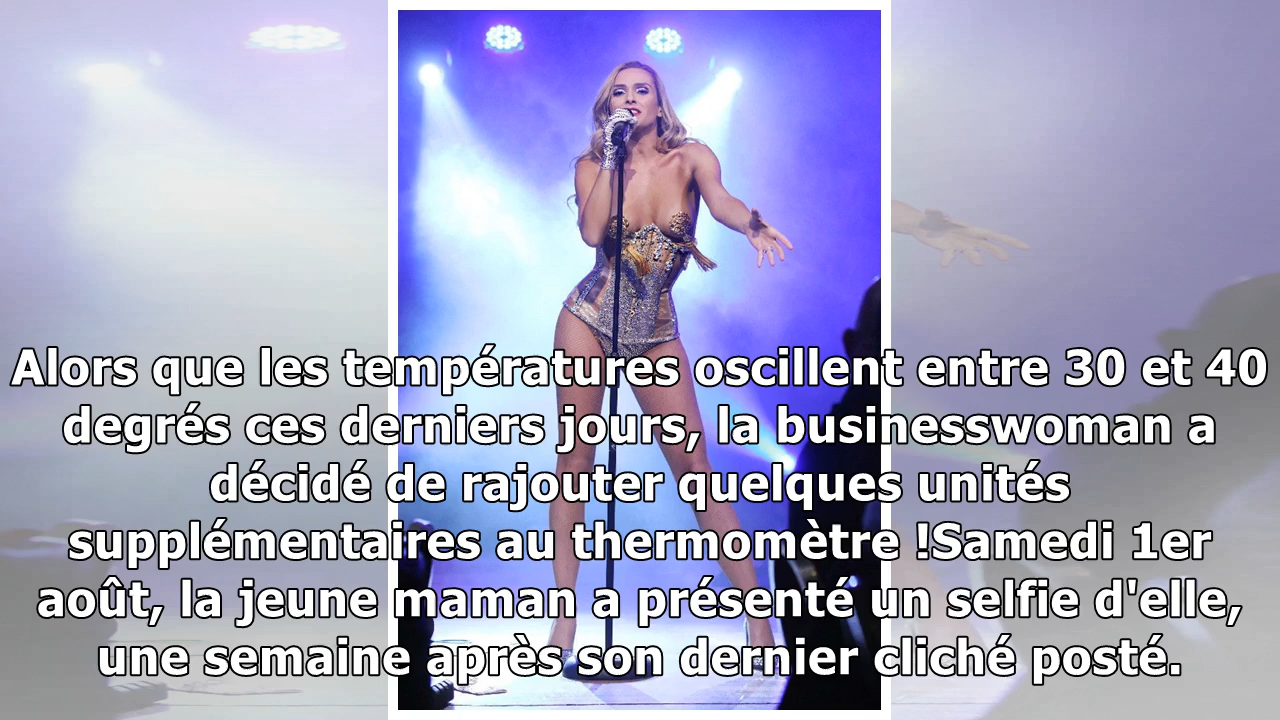 Alors que les températures oscillent entre 30 et 40
degrés ces derniers jours, la businesswoman a
décidé de rajouter quelques unités
supplémentaires au thermomètre !Samedi 1er
août, la jeune maman a présenté un selfie d'elle,
une semaine après son dernier cliché posté.